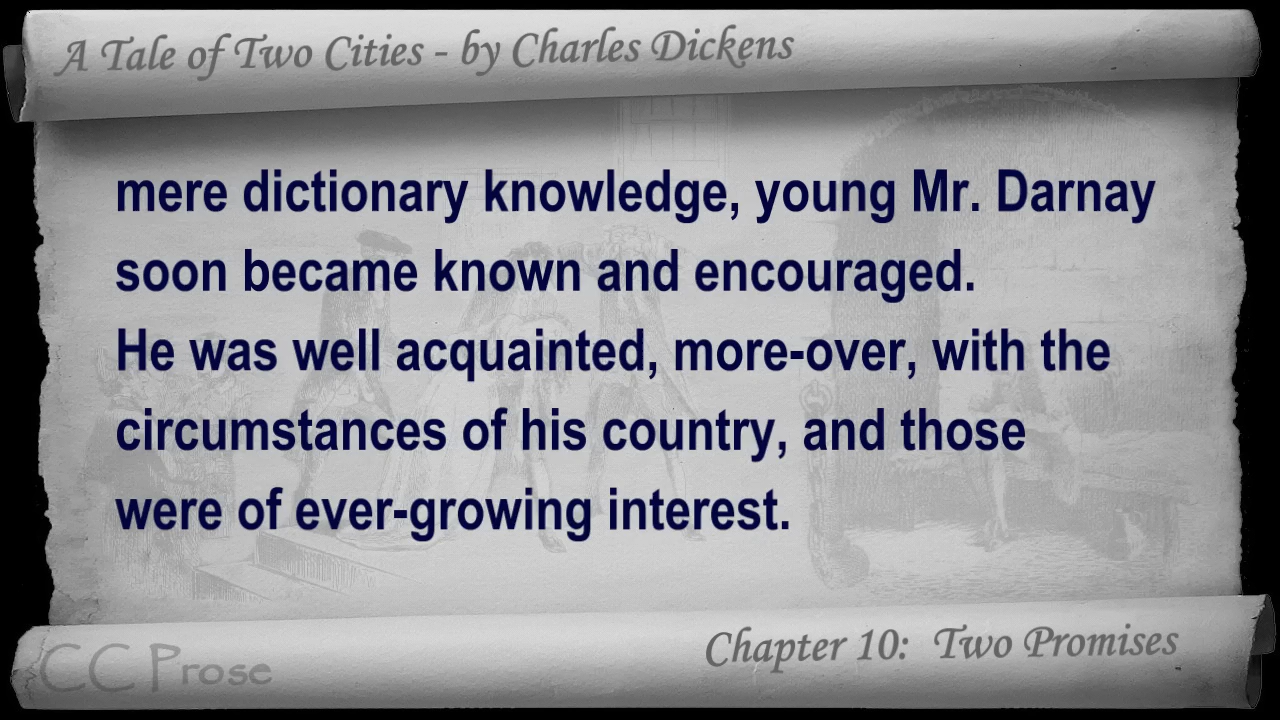 A Tale of Two Cities - by Charles Dickens
mere dictionary knowledge, young Mr. Darnay
soon became known and encouraged.
He was well acquainted, more-over, with the
circumstances of his country, and those
were of ever-growing interest.
Chapter 10: Two Promises
CC Prose